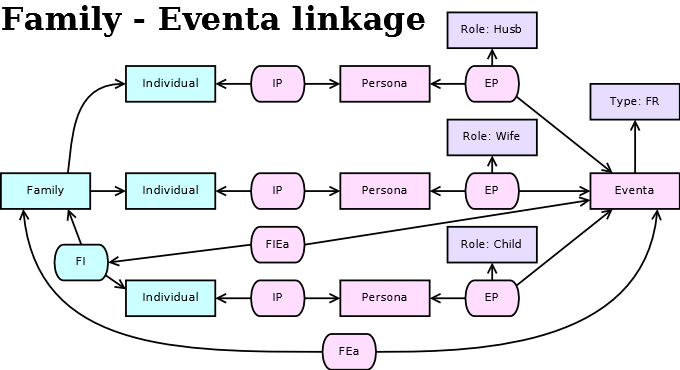 Family - Eventa linkage
Role: Husb
Individual
IP
Persona
EP
Type: FR
Role: Wife
Family
Individual
IP
Persona
EP
Eventa
FIEa
FI
Role: Child
Individual
IP
Persona
EP
FEa